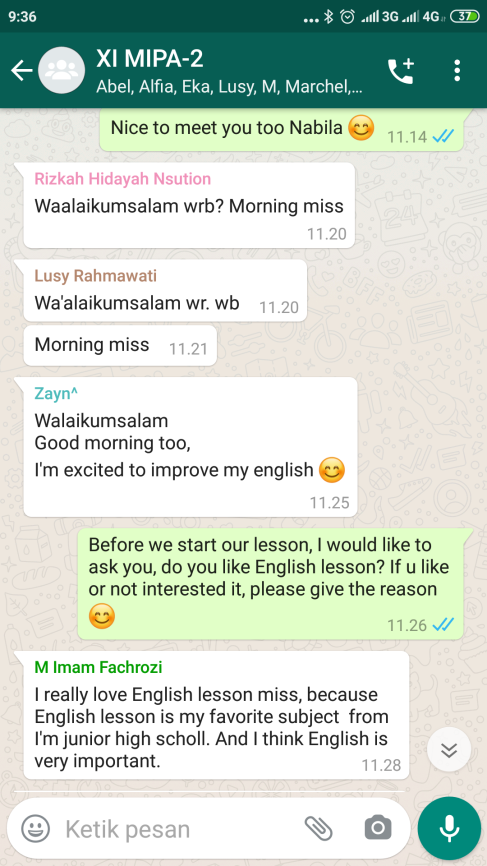 9:36
3G 4G 37
XI MIPA-2
Abel, Alfia, Eka, Lusy, M, Marchel,...
Nice to meet you too Nabila 😊
11.14
Rizkah Hidayah Nsution
Waalaikumsalam wrb? Morning miss
11.20
Lusy Rahmawati
Wa'alaikumsalam wr. wb
11.20
Morning miss
11.21
Zayn^
Walaikumsalam
Good morning too,
I'm excited to improve my english 😊
11.25
Before we start our lesson, I would like to
ask you, do you like English lesson? If u like
or not interested it, please give the reason
😊
11.26
M Imam Fachrozi
I really love English lesson miss, because
English lesson is my favorite subject from
I'm junior high scholl. And I think English is
very important.
11.28
Ketik pesan